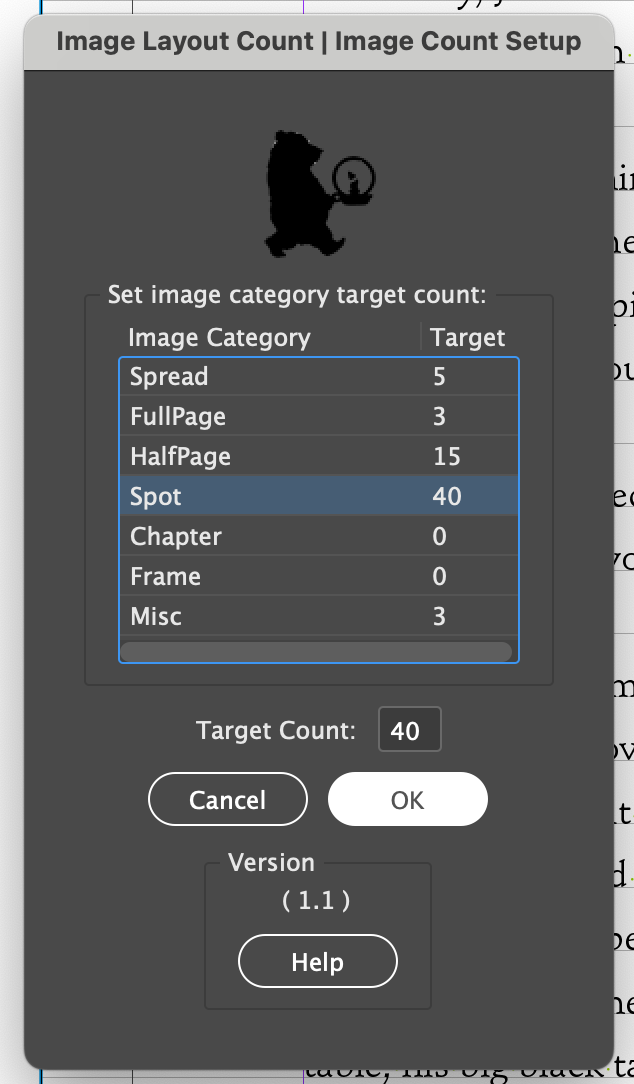 Image Layout Count | Image Count Setup
Set image category target count:
Image Category Target
Spread 5
FullPage 3
HalfPage 15
Spot 40
Chapter 0
Frame 0
Misc 3
Target Count: 40
Cancel OK
Version
( 1.1 )
Help
table, his big black